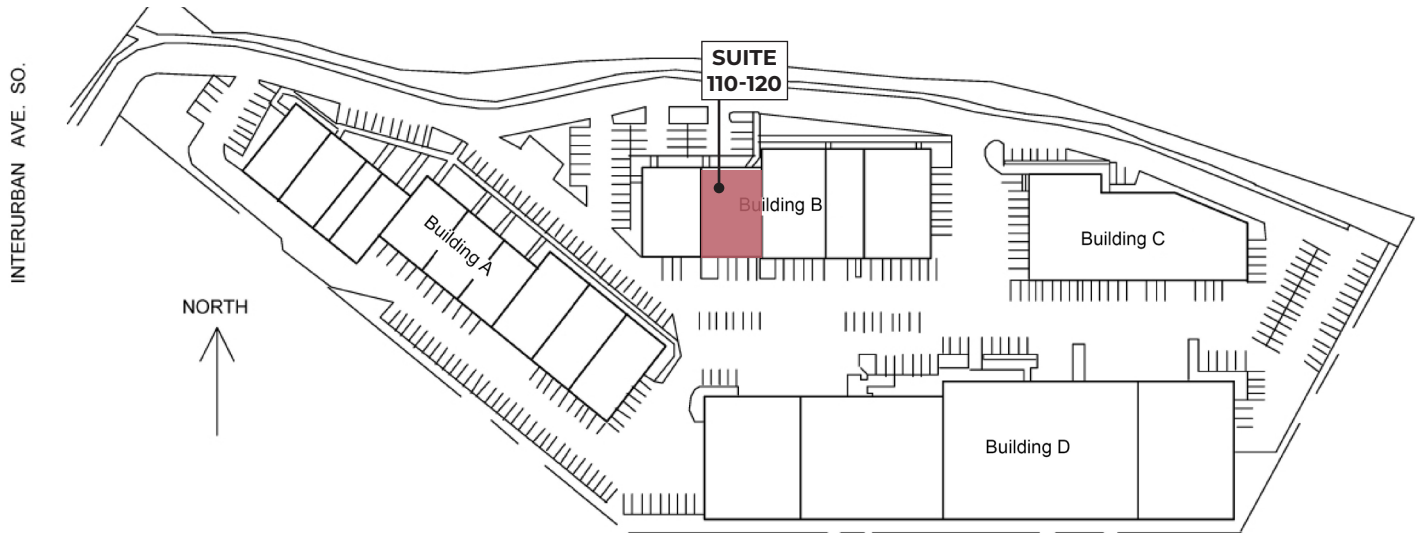 INTERURBAN AVE. SO.
SUITE
110-120
Building B
Building A
Building C
NORTH
Building D